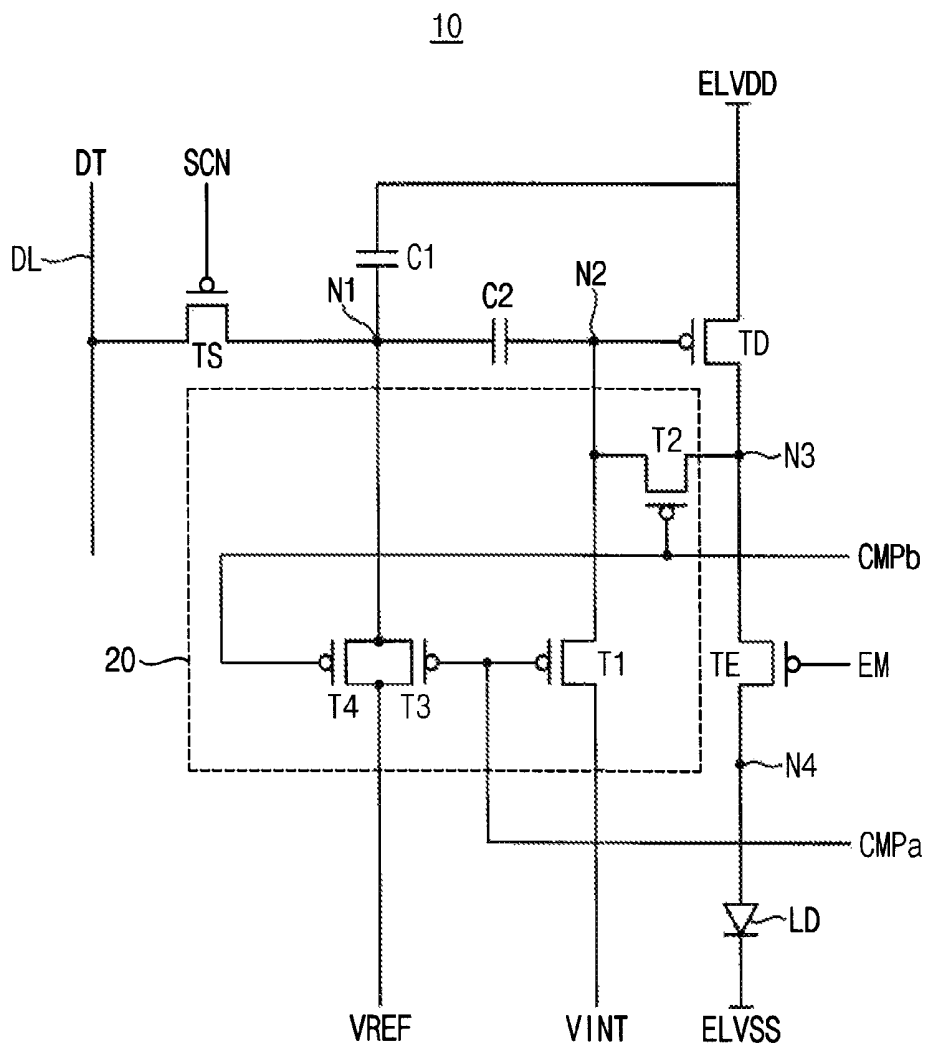 10
ELVDD
DT
SCN
DL
C1
N1
C2
N2
TS
TD
T2
N3
CMPb
20
T4
T3
T1
TE
EM
N4
CMPa
LD
VREF
VINT
ELVSS